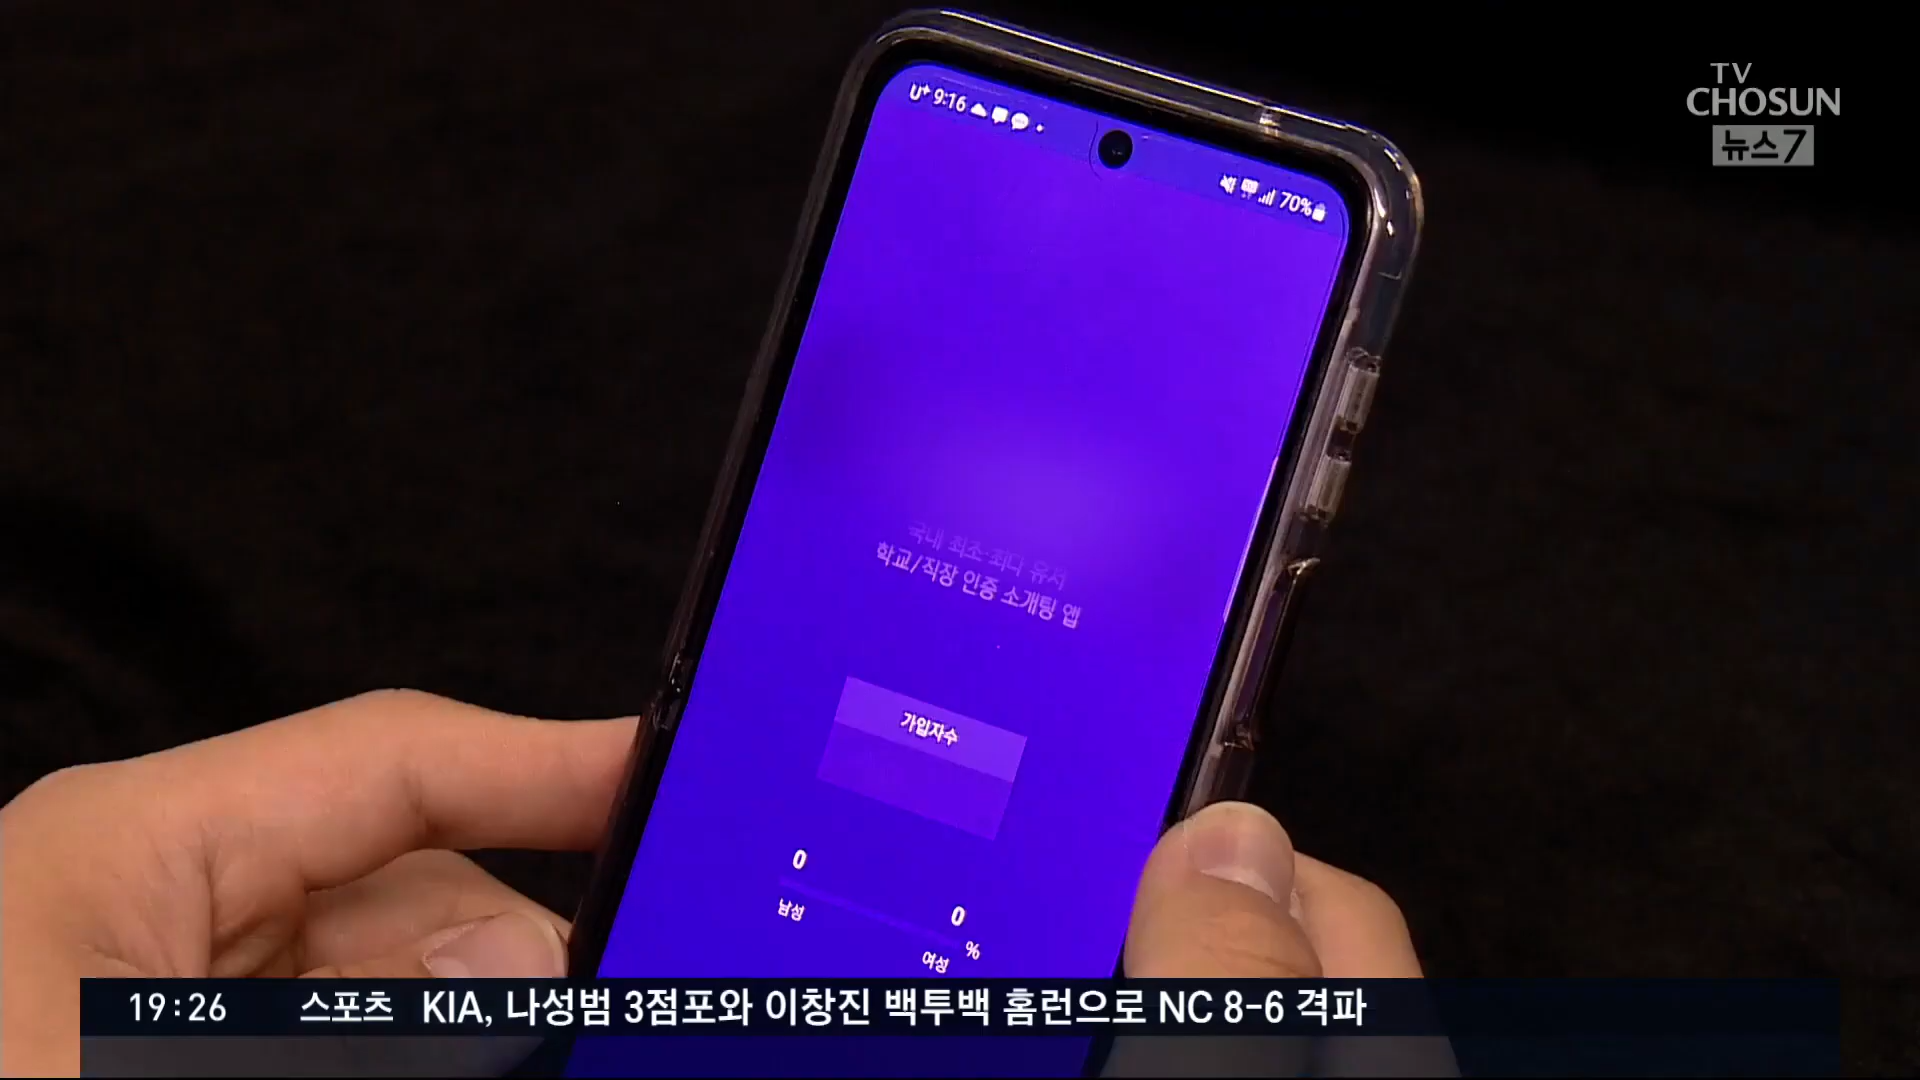 TV
CHOSUN
뉴스7
U+ 9:16
70%
국내 최초·최다 유저
학교/직장 인증 소개팅 앱
가입자수
0
남성
0
%
여성
19:26 스포츠 KIA, 나성범 3점포와 이창진 백투백 홈런으로 NC 8-6 격파